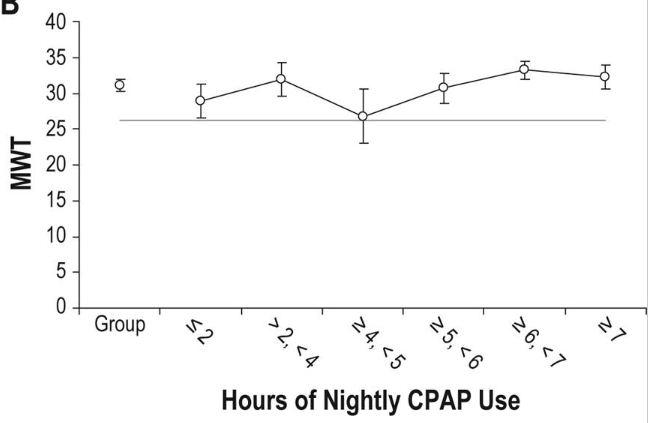 B
40
35
30
25
20
15
10
5
0
MWT
Group
≤ 2
> 2, < 4
≥ 4, < 5
≥ 5, < 6
≥ 6, < 7
≥ 7
Hours of Nightly CPAP Use